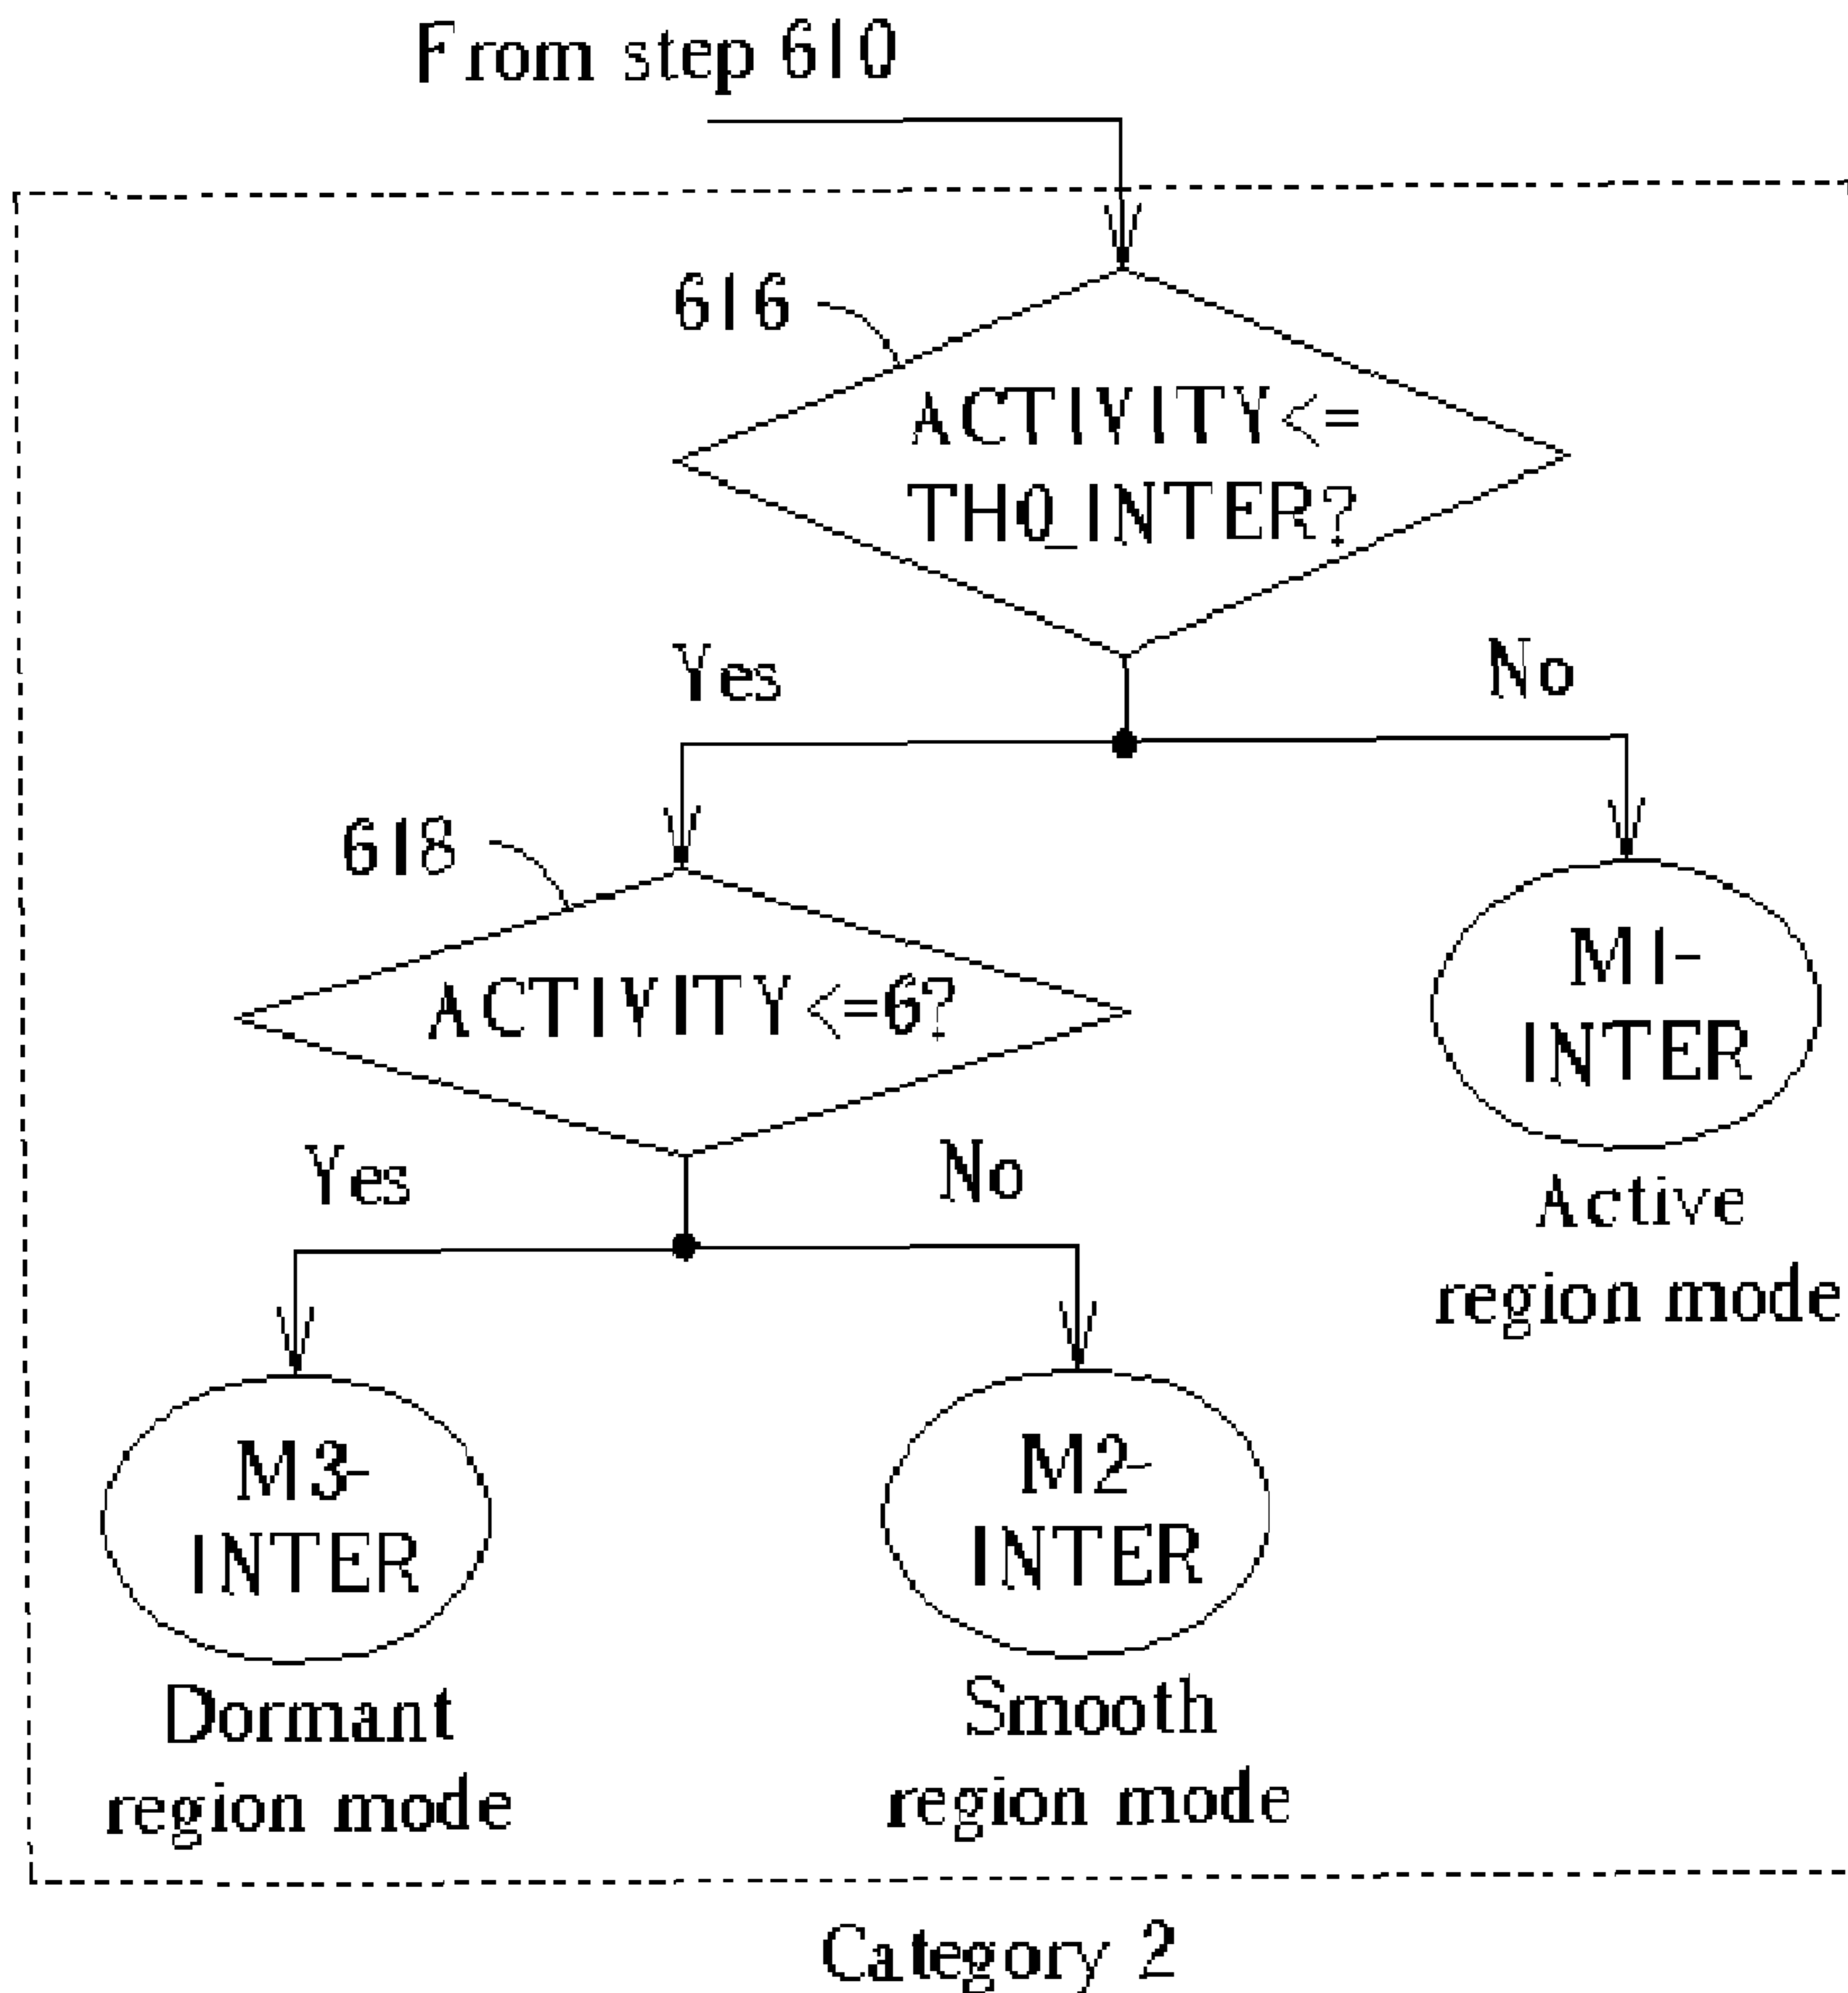 From step 610
616
ACTIVITY<=
TH0_INTER?
Yes
No
618
ACTIVITY<=6?
M1-
INTER
Yes
No
Active
region mode
M3-
INTER
M2-
INTER
Dormant
region mode
Smooth
region mode
Category 2